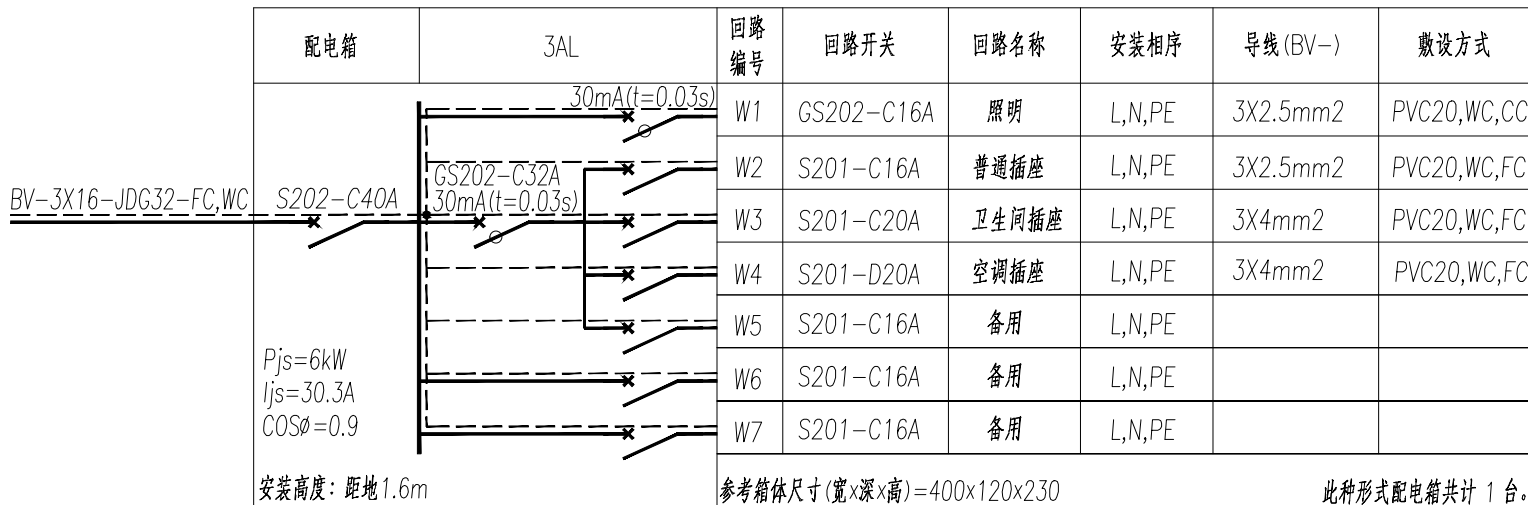 配电箱 3AL 回路编号 回路开关 回路名称 安装相序 导线(BV-) 敷设方式
30mA(t=0.03s)
W1 GS202-C16A 照明 L,N,PE 3X2.5mm2 PVC20,WC,CC
W2 S201-C16A 普通插座 L,N,PE 3X2.5mm2 PVC20,WC,FC
BV-3X16-JDG32-FC,WC S202-C40A
GS202-C32A
30mA(t=0.03s)
W3 S201-C20A 卫生间插座 L,N,PE 3X4mm2 PVC20,WC,FC
W4 S201-D20A 空调插座 L,N,PE 3X4mm2 PVC20,WC,FC
W5 S201-C16A 备用 L,N,PE
W6 S201-C16A 备用 L,N,PE
W7 S201-C16A 备用 L,N,PE
Pjs=6kW
Ijs=30.3A
COSø=0.9
安装高度：距地1.6m
参考箱体尺寸(宽x深x高)=400x120x230
此种形式配电箱共计 1 台。